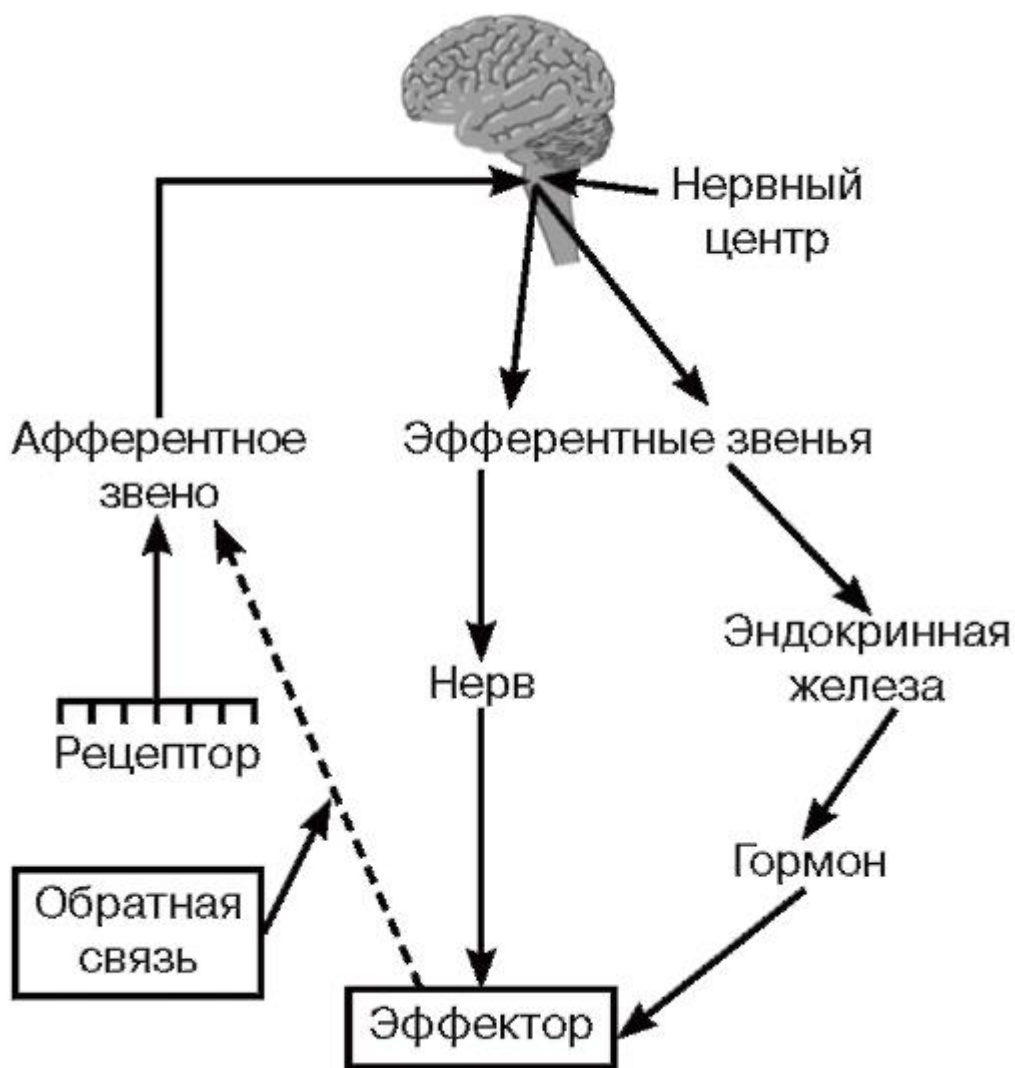 Нервный
центр
Афферентное
звено
Эфферентные звенья
Нерв
Эндокринная
железа
Рецептор
Гормон
Обратная
связь
Эффектор